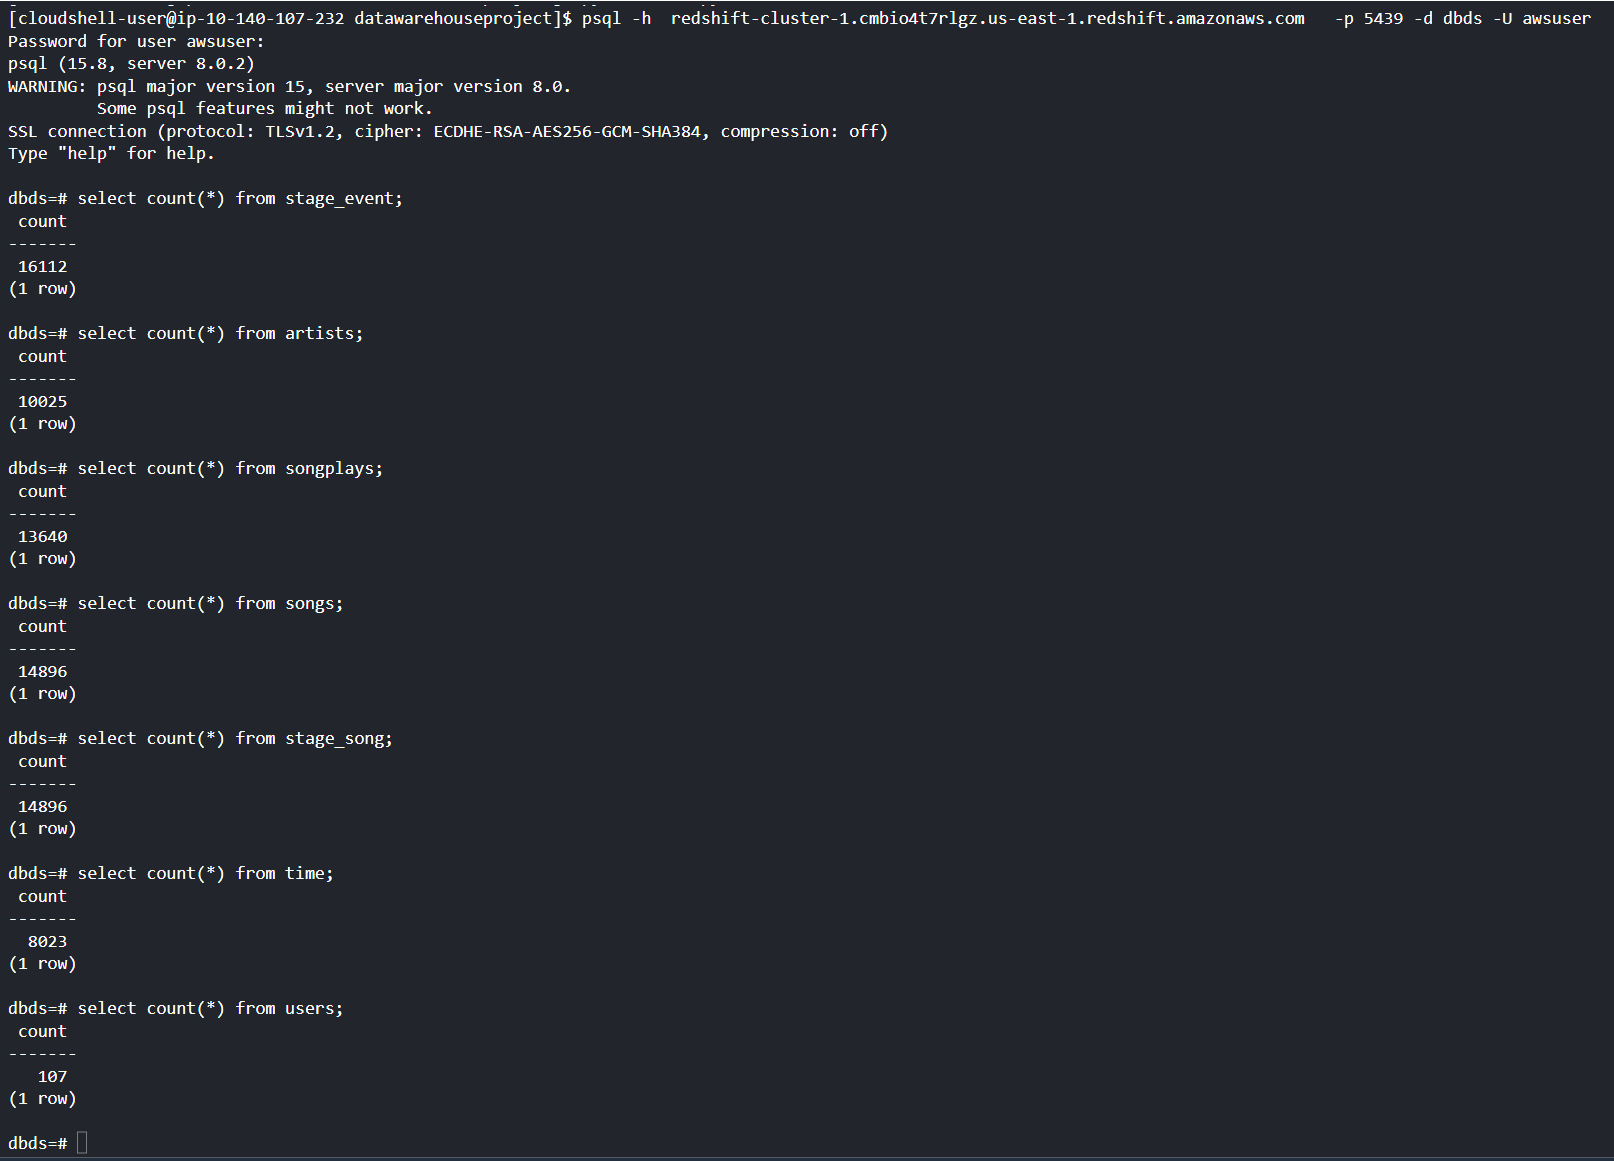 [cloudshell-user@ip-10-140-107-232 datawarehouseproject]$ psql -h  redshift-cluster-1.cmbio4t7rlgz.us-east-1.redshift.amazonaws.com   -p 5439 -d dbds -U awsuser
Password for user awsuser:
psql (15.8, server 8.0.2)
WARNING: psql major version 15, server major version 8.0.
         Some psql features might not work.
SSL connection (protocol: TLSv1.2, cipher: ECDHE-RSA-AES256-GCM-SHA384, compression: off)
Type "help" for help.
dbds=# select count(*) from stage_event;
 count
-------
 16112
(1 row)
dbds=# select count(*) from artists;
 count
-------
 10025
(1 row)
dbds=# select count(*) from songplays;
 count
-------
 13640
(1 row)
dbds=# select count(*) from songs;
 count
-------
 14896
(1 row)
dbds=# select count(*) from stage_song;
 count
-------
 14896
(1 row)
dbds=# select count(*) from time;
 count
-------
  8023
(1 row)
dbds=# select count(*) from users;
 count
-------
   107
(1 row)
dbds=#